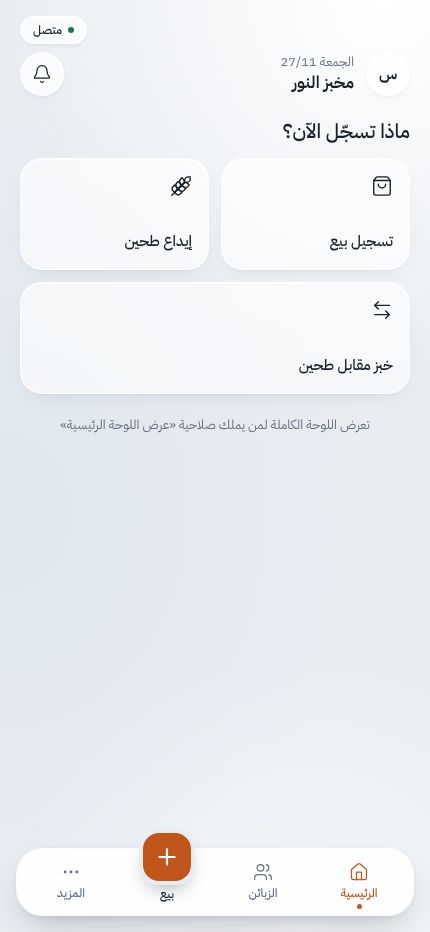 متصل
س
الجمعة 27/11
مخبز النور
ماذا تسجّل الآن؟
تسجيل بيع
إيداع طحين
خبز مقابل طحين
تعرض اللوحة الكاملة لمن يملك صلاحية «عرض اللوحة الرئيسية»
الرئيسية
الزبائن
بيع
المزيد